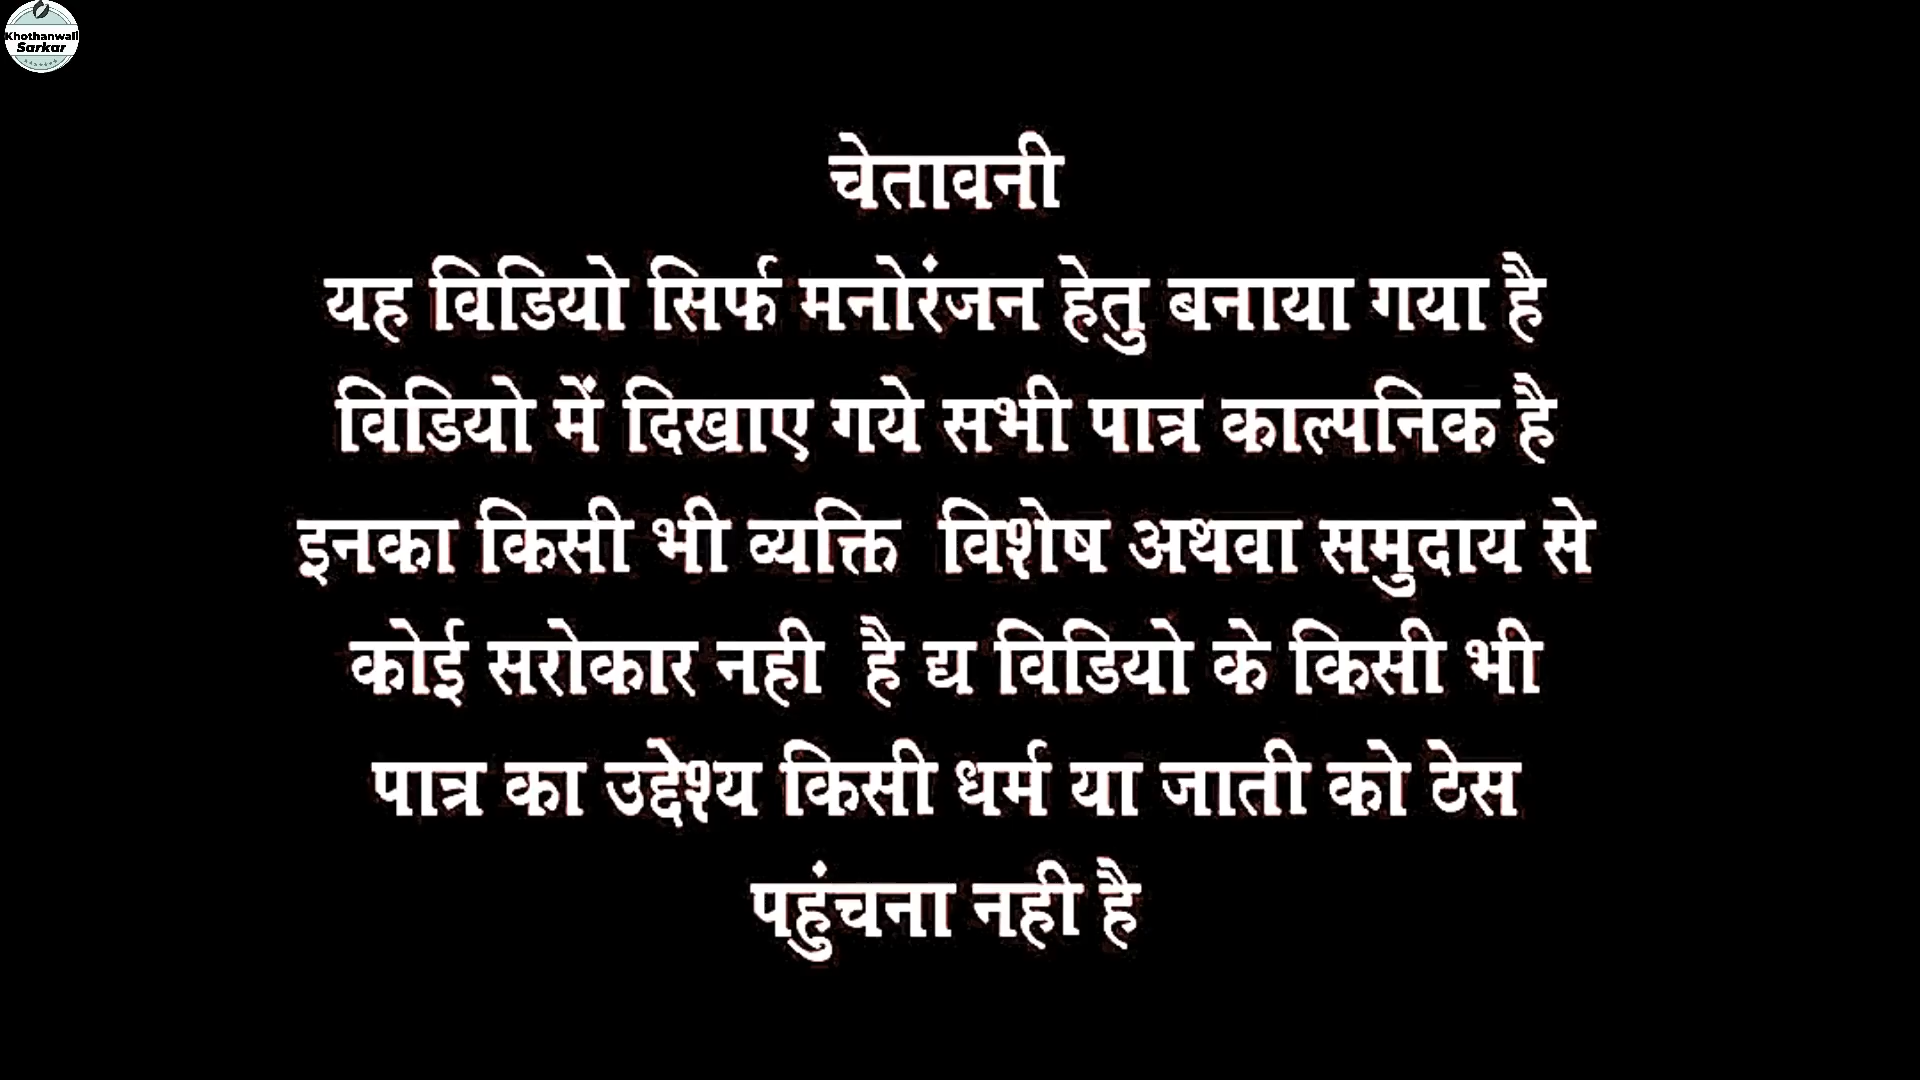 Khothanwali
Sarkar
चेतावनी
यह विडियो सिर्फ मनोरंजन हेतु बनाया गया है
विडियो में दिखाए गये सभी पात्र काल्पनिक है
इनका किसी भी व्यक्ति विशेष अथवा समुदाय से
कोई सरोकार नही है द्य विडियो के किसी भी
पात्र का उद्देश्य किसी धर्म या जाती को ठेस
पहुंचना नही है